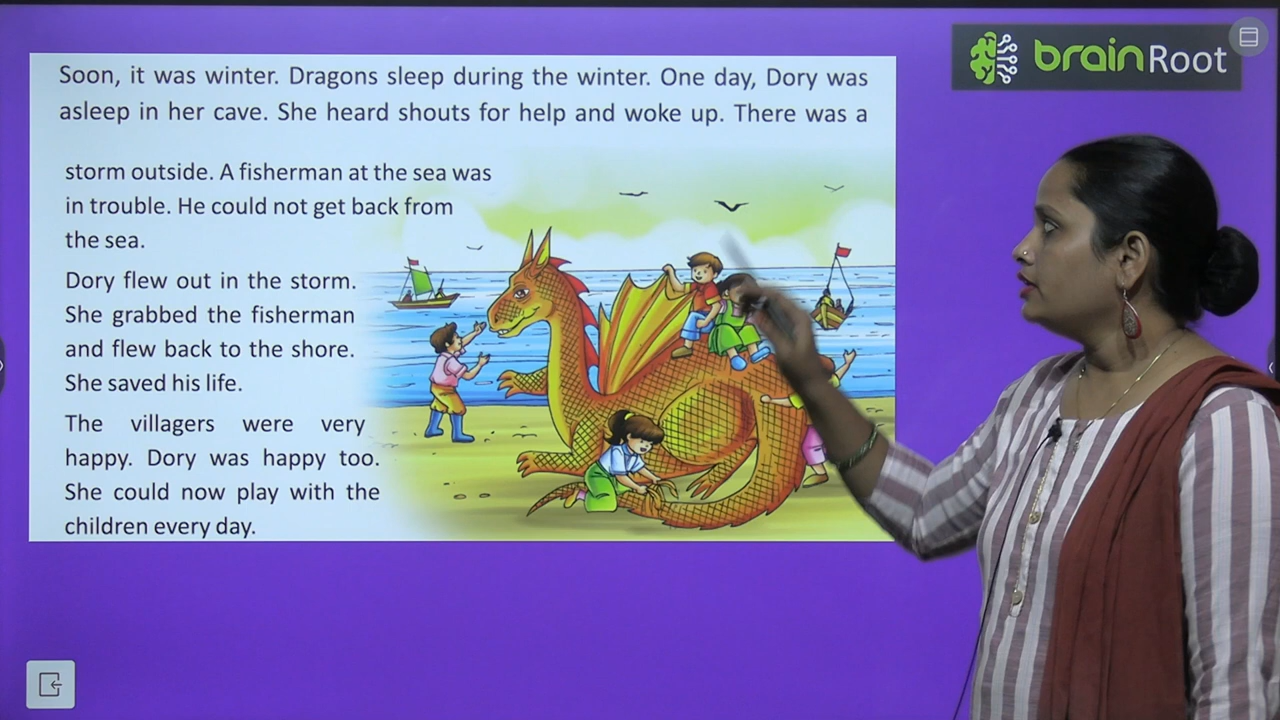 Soon, it was winter. Dragons sleep during the winter. One day, Dory was
asleep in her cave. She heard shouts for help and woke up. There was a
storm outside. A fisherman at the sea was
in trouble. He could not get back from
the sea.
Dory flew out in the storm.
She grabbed the fisherman
and flew back to the shore.
She saved his life.
The villagers were very
happy. Dory was happy too.
She could now play with the
children every day.
brainRoot